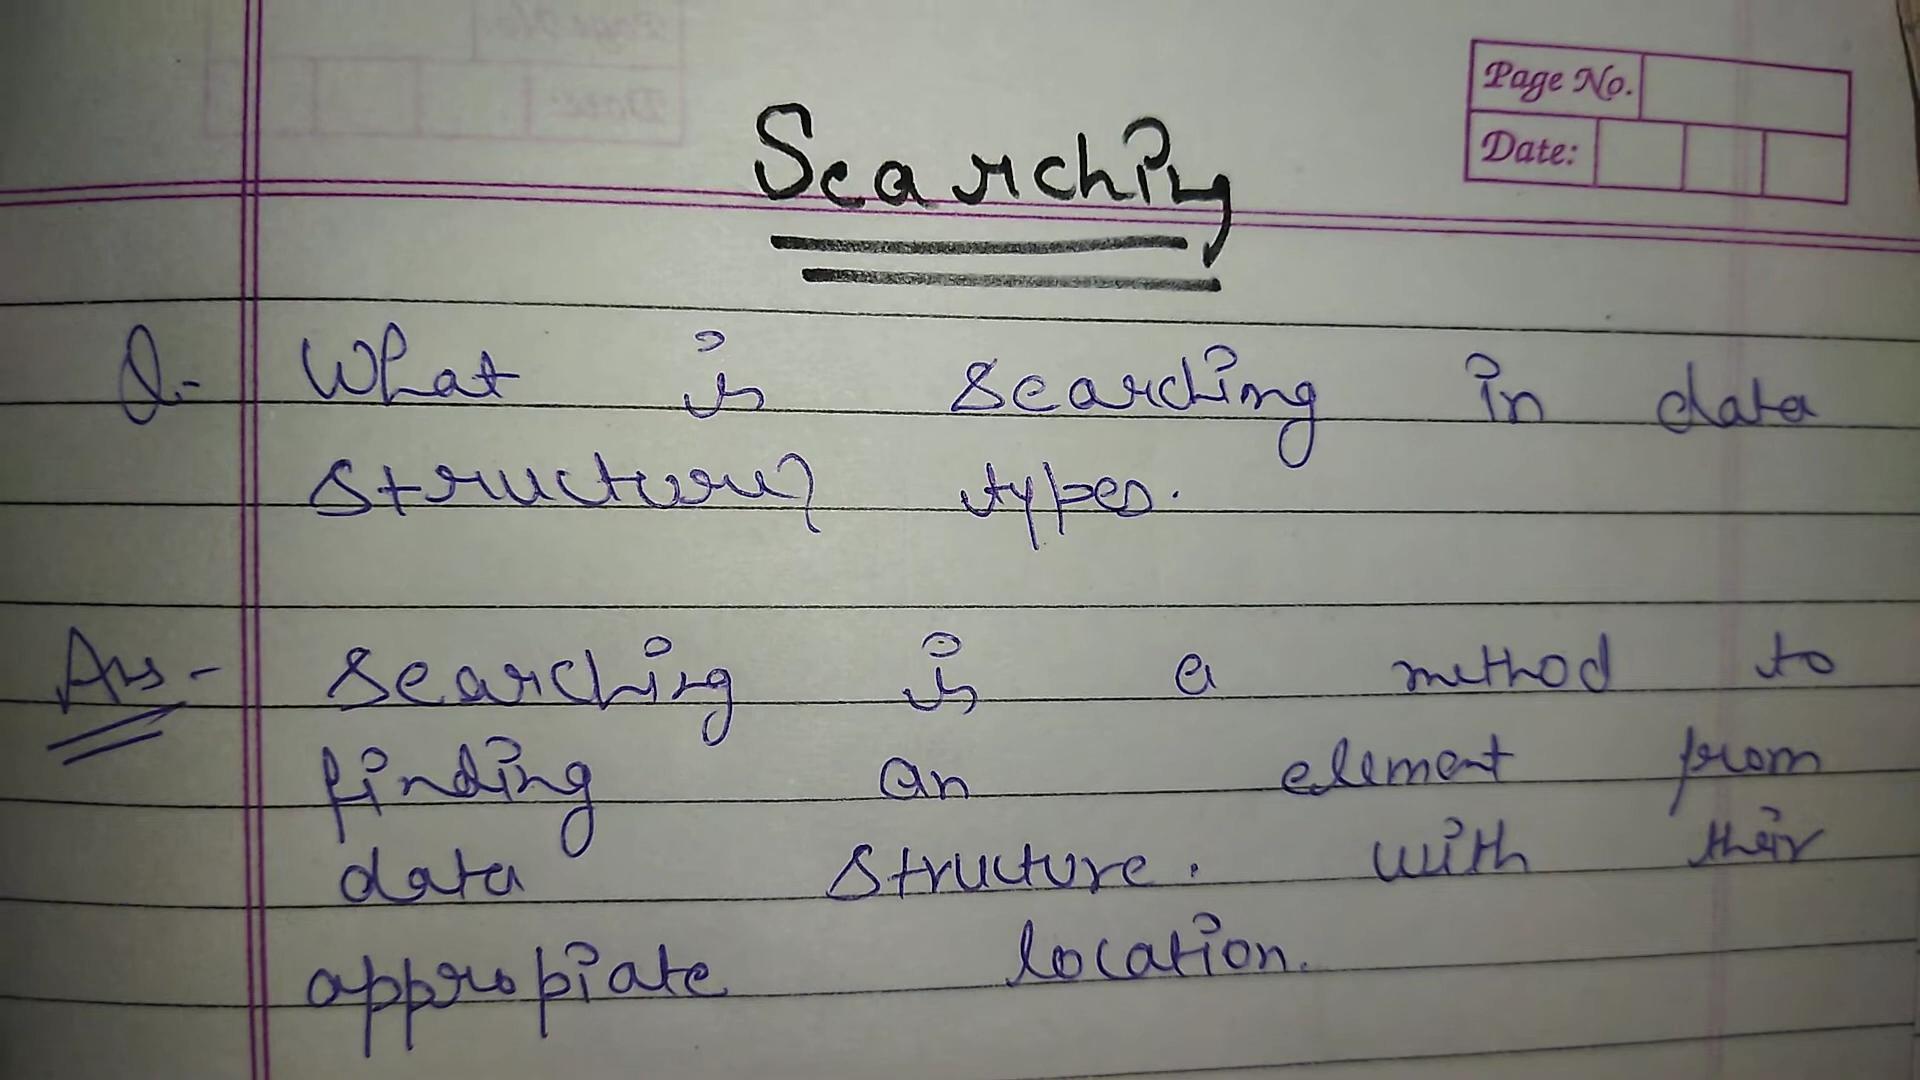 Page No.
Date:
Searching
Q- What is searching in data
structure? types.
Ans- Searching is a method to
finding an element from
data structure. with their
appropiate location.